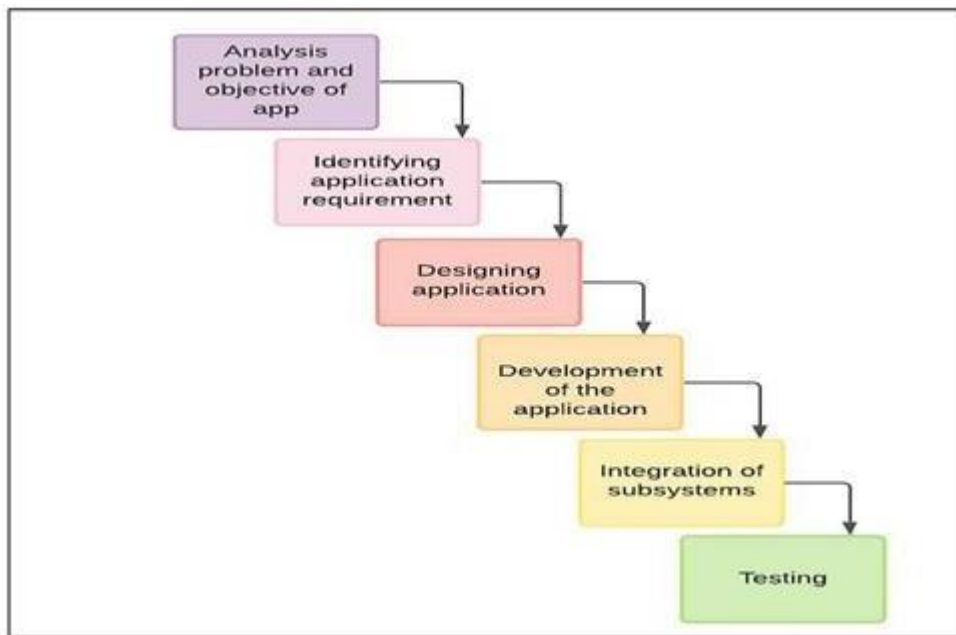 Analysis
problem and
objective of
app
Identifying
application
requirement
Designing
application
Development
of the
application
Integration of
subsystems
Testing